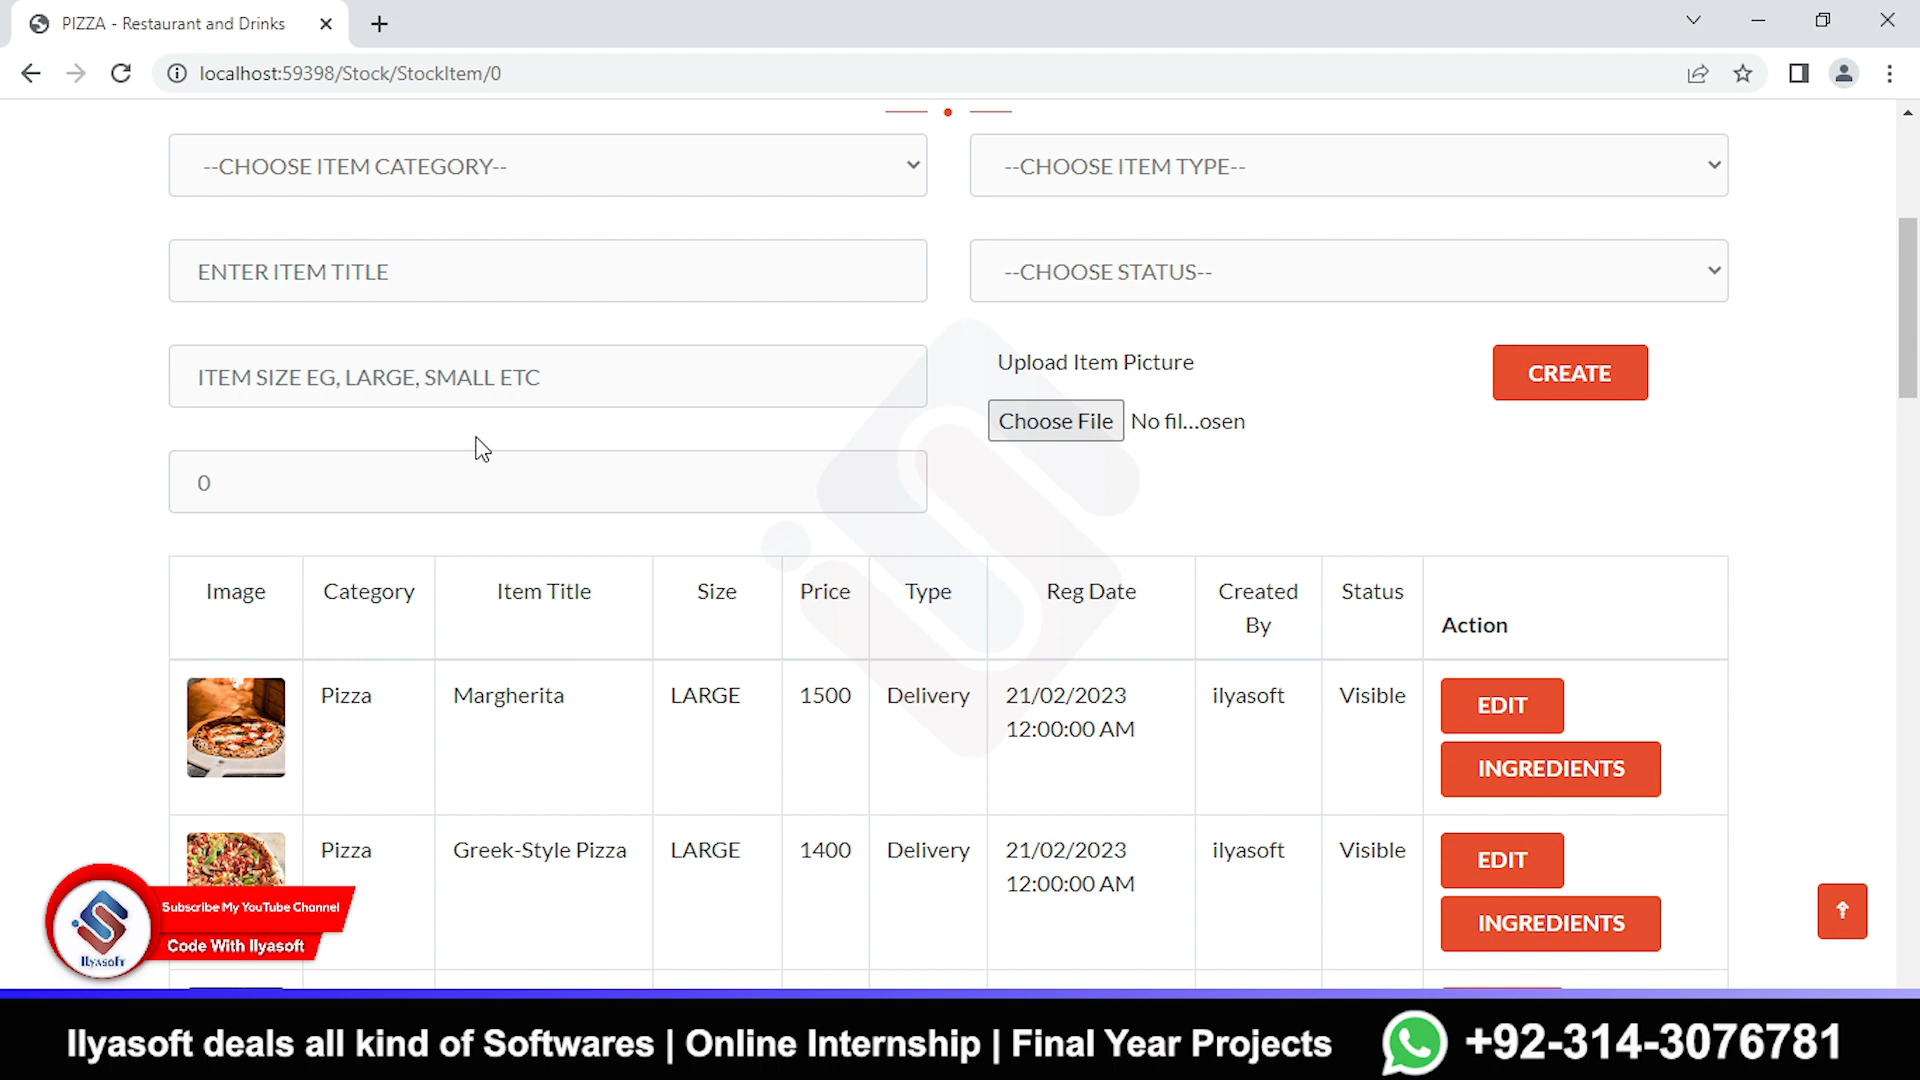 PIZZA - Restaurant and Drinks
localhost:59398/Stock/StockItem/0
--CHOOSE ITEM CATEGORY--
--CHOOSE ITEM TYPE--
ENTER ITEM TITLE
--CHOOSE STATUS--
ITEM SIZE EG, LARGE, SMALL ETC
Upload Item Picture
CREATE
Choose File No fil...osen
0
Image Category Item Title Size Price Type Reg Date Created By Status Action
Pizza Margherita LARGE 1500 Delivery 21/02/2023 ilyasoft Visible EDIT
12:00:00 AM
INGREDIENTS
Pizza Greek-Style Pizza LARGE 1400 Delivery 21/02/2023 ilyasoft Visible EDIT
12:00:00 AM
INGREDIENTS
Subscribe My YouTube Channel
Code With Ilyasoft
Ilyasoft
Ilyasoft deals all kind of Softwares | Online Internship | Final Year Projects +92-314-3076781